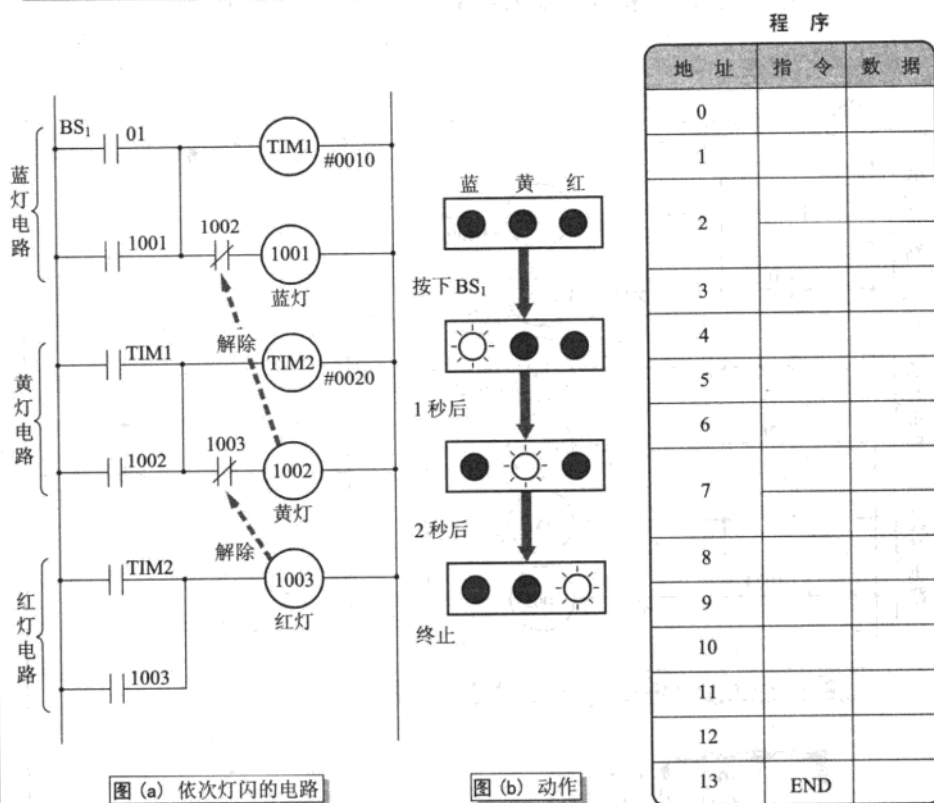 程 序
地 址 指 令 数 据
0
1
2
3
4
5
6
7
8
9
10
11
12
13 END
BS₁ 01
TIM1
#0010
蓝灯电路
1001
1002
1001
蓝灯
解除
TIM1
TIM2
#0020
黄灯电路
1002
1003
1002
黄灯
解除
TIM2
1003
红灯
红灯电路
1003
图(a) 依次灯闪的电路
蓝 黄 红
按下 BS₁
1 秒后
2 秒后
终止
图(b) 动作